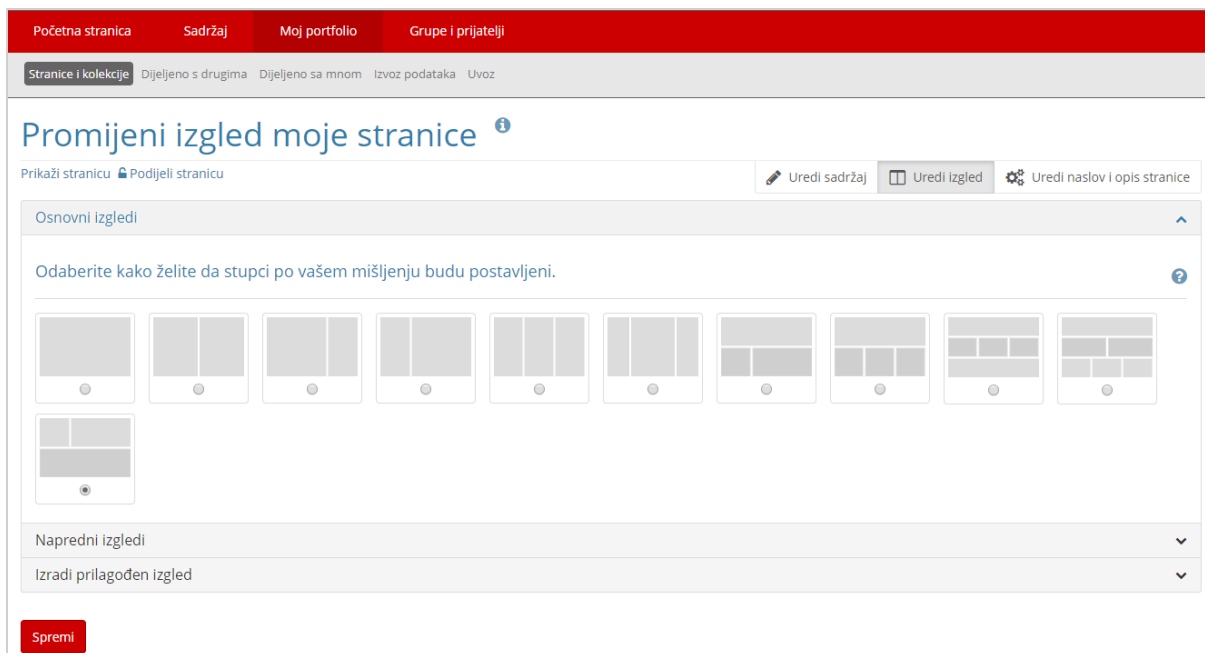 Početna stranica Sadržaj Moj portfolio Grupe i prijatelji
Stranice i kolekcije Dijeljeno s drugima Dijeljeno sa mnom Izvoz podataka Uvoz
Promijeni izgled moje stranice
Prikaži stranicu Podijeli stranicu
Uredi sadržaj Uredi izgled Uredi naslov i opis stranice
Osnovni izgledi
Odaberite kako želite da stupci po vašem mišljenju budu postavljeni.
Napredni izgledi
Izradi prilagođen izgled
Spremi